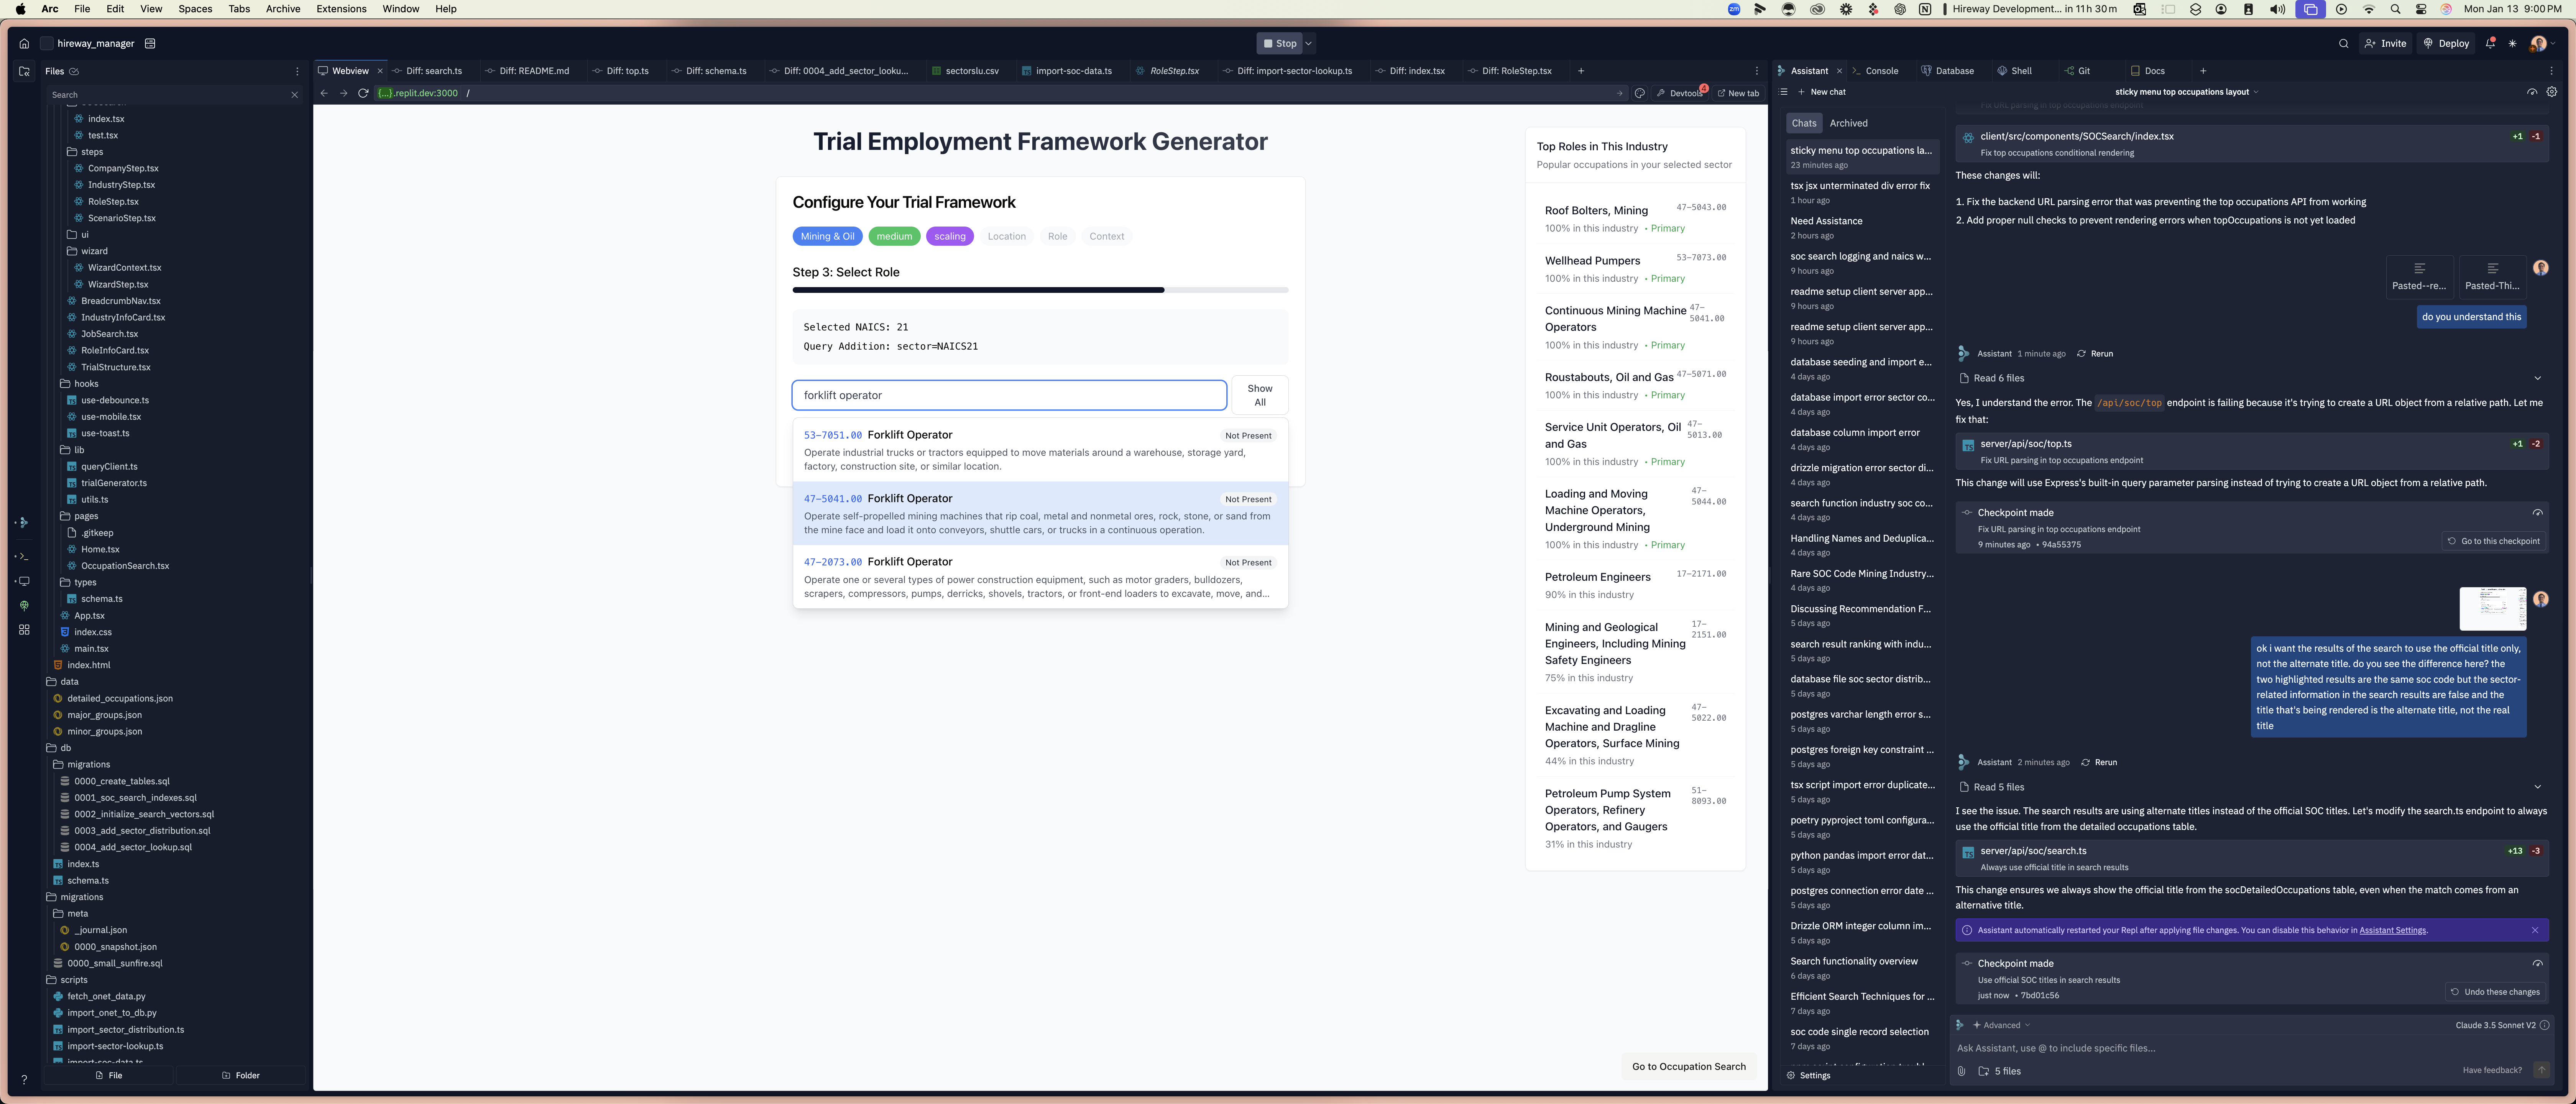 Arc File Edit View Spaces Tabs Archive Extensions Window Help
Hireway Development... in 11h 30m
Mon Jan 13 9:00 PM
hireway_manager
Stop
Invite
Deploy
Files
Search
index.tsx
test.tsx
steps
CompanyStep.tsx
IndustryStep.tsx
RoleStep.tsx
ScenarioStep.tsx
ui
wizard
WizardContext.tsx
WizardStep.tsx
BreadcrumbNav.tsx
IndustryInfoCard.tsx
JobSearch.tsx
RoleInfoCard.tsx
TrialStructure.tsx
hooks
use-debounce.ts
use-mobile.tsx
use-toast.ts
lib
queryClient.ts
trialGenerator.ts
utils.ts
pages
.gitkeep
Home.tsx
OccupationSearch.tsx
types
schema.ts
App.tsx
index.css
main.tsx
index.html
data
detailed_occupations.json
major_groups.json
minor_groups.json
db
migrations
0000_create_tables.sql
0001_soc_search_indexes.sql
0002_initialize_search_vectors.sql
0003_add_sector_distribution.sql
0004_add_sector_lookup.sql
index.ts
schema.ts
migrations
meta
_journal.json
0000_snapshot.json
0000_small_sunfire.sql
scripts
fetch_onet_data.py
import_onet_to_db.py
import_sector_distribution.ts
import-sector-lookup.ts
import-soc-data.ts
File
Folder
Webview
Diff: search.ts
Diff: README.md
Diff: top.ts
Diff: schema.ts
Diff: 0004_add_sector_looku...
sectorslu.csv
import-soc-data.ts
RoleStep.tsx
Diff: import-sector-lookup.ts
Diff: index.tsx
Diff: RoleStep.tsx
{...}.replit.dev:3000 /
Devtools
4
New tab
Trial Employment Framework Generator
Configure Your Trial Framework
Mining & Oil
medium
scaling
Location
Role
Context
Step 3: Select Role
Selected NAICS: 21
Query Addition: sector=NAICS21
forklift operator
Show
All
53-7051.00 Forklift Operator
Not Present
Operate industrial trucks or tractors equipped to move materials around a warehouse, storage yard,
factory, construction site, or similar location.
47-5041.00 Forklift Operator
Not Present
Operate self-propelled mining machines that rip coal, metal and nonmetal ores, rock, stone, or sand from
the mine face and load it onto conveyors, shuttle cars, or trucks in a continuous operation.
47-2073.00 Forklift Operator
Not Present
Operate one or several types of power construction equipment, such as motor graders, bulldozers,
scrapers, compressors, pumps, derricks, shovels, tractors, or front-end loaders to excavate, move, and...
Top Roles in This Industry
Popular occupations in your selected sector
Roof Bolters, Mining
47-5043.00
100% in this industry • Primary
Wellhead Pumpers
53-7073.00
100% in this industry • Primary
Continuous Mining Machine
Operators
47-
5041.00
100% in this industry • Primary
Roustabouts, Oil and Gas
47-5071.00
100% in this industry • Primary
Service Unit Operators, Oil
and Gas
47-
5013.00
100% in this industry • Primary
Loading and Moving
Machine Operators,
Underground Mining
47-
5044.00
100% in this industry • Primary
Petroleum Engineers
17-2171.00
90% in this industry
Mining and Geological
Engineers, Including Mining
Safety Engineers
17-
2151.00
75% in this industry
Excavating and Loading
Machine and Dragline
Operators, Surface Mining
47-
5022.00
44% in this industry
Petroleum Pump System
Operators, Refinery
Operators, and Gaugers
51-
8093.00
31% in this industry
Go to Occupation Search
Assistant
Console
Database
Shell
Git
Docs
New chat
sticky menu top occupations layout
Chats
Archived
sticky menu top occupations la...
23 minutes ago
tsx jsx unterminated div error fix
1 hour ago
Need Assistance
2 hours ago
soc search logging and naics w...
9 hours ago
readme setup client server app...
9 hours ago
readme setup client server app...
9 hours ago
database seeding and import e...
4 days ago
database import error sector co...
4 days ago
database column import error
4 days ago
drizzle migration error sector di...
4 days ago
search function industry soc co...
4 days ago
Handling Names and Deduplica...
4 days ago
Rare SOC Code Mining Industry...
4 days ago
Discussing Recommendation F...
5 days ago
search result ranking with indu...
5 days ago
database file soc sector distrib...
5 days ago
postgres varchar length error s...
5 days ago
postgres foreign key constraint ...
5 days ago
tsx script import error duplicate...
5 days ago
poetry pyproject toml configura...
5 days ago
python pandas import error dat...
5 days ago
postgres connection error date ...
5 days ago
Drizzle ORM integer column im...
5 days ago
Search functionality overview
6 days ago
Efficient Search Techniques for ...
7 days ago
soc code single record selection
7 days ago
Settings
Fix URL parsing in top occupations endpoint
client/src/components/SOCSearch/index.tsx
+1 -1
Fix top occupations conditional rendering
These changes will:
1. Fix the backend URL parsing error that was preventing the top occupations API from working
2. Add proper null checks to prevent rendering errors when topOccupations is not yet loaded
Pasted--re...
Pasted-Thi...
do you understand this
Assistant 1 minute ago Rerun
Read 6 files
Yes, I understand the error. The /api/soc/top endpoint is failing because it's trying to create a URL object from a relative path. Let me
fix that:
server/api/soc/top.ts
+1 -2
Fix URL parsing in top occupations endpoint
This change will use Express's built-in query parameter parsing instead of trying to create a URL object from a relative path.
Checkpoint made
Fix URL parsing in top occupations endpoint
9 minutes ago • 94a55375
Go to this checkpoint
ok i want the results of the search to use the official title only,
not the alternate title. do you see the difference here? the
two highlighted results are the same soc code but the sector-
related information in the search results are false and the
title that's being rendered is the alternate title, not the real
title
Assistant 2 minutes ago Rerun
Read 5 files
I see the issue. The search results are using alternate titles instead of the official SOC titles. Let's modify the search.ts endpoint to always
use the official title from the detailed occupations table.
server/api/soc/search.ts
+13 -3
Always use official title in search results
This change ensures we always show the official title from the socDetailedOccupations table, even when the match comes from an
alternative title.
Assistant automatically restarted your Repl after applying file changes. You can disable this behavior in Assistant Settings.
Checkpoint made
Use official SOC titles in search results
just now • 7bd01c56
Undo these changes
Advanced
Claude 3.5 Sonnet V2
Ask Assistant, use @ to include specific files...
5 files
Have feedback?